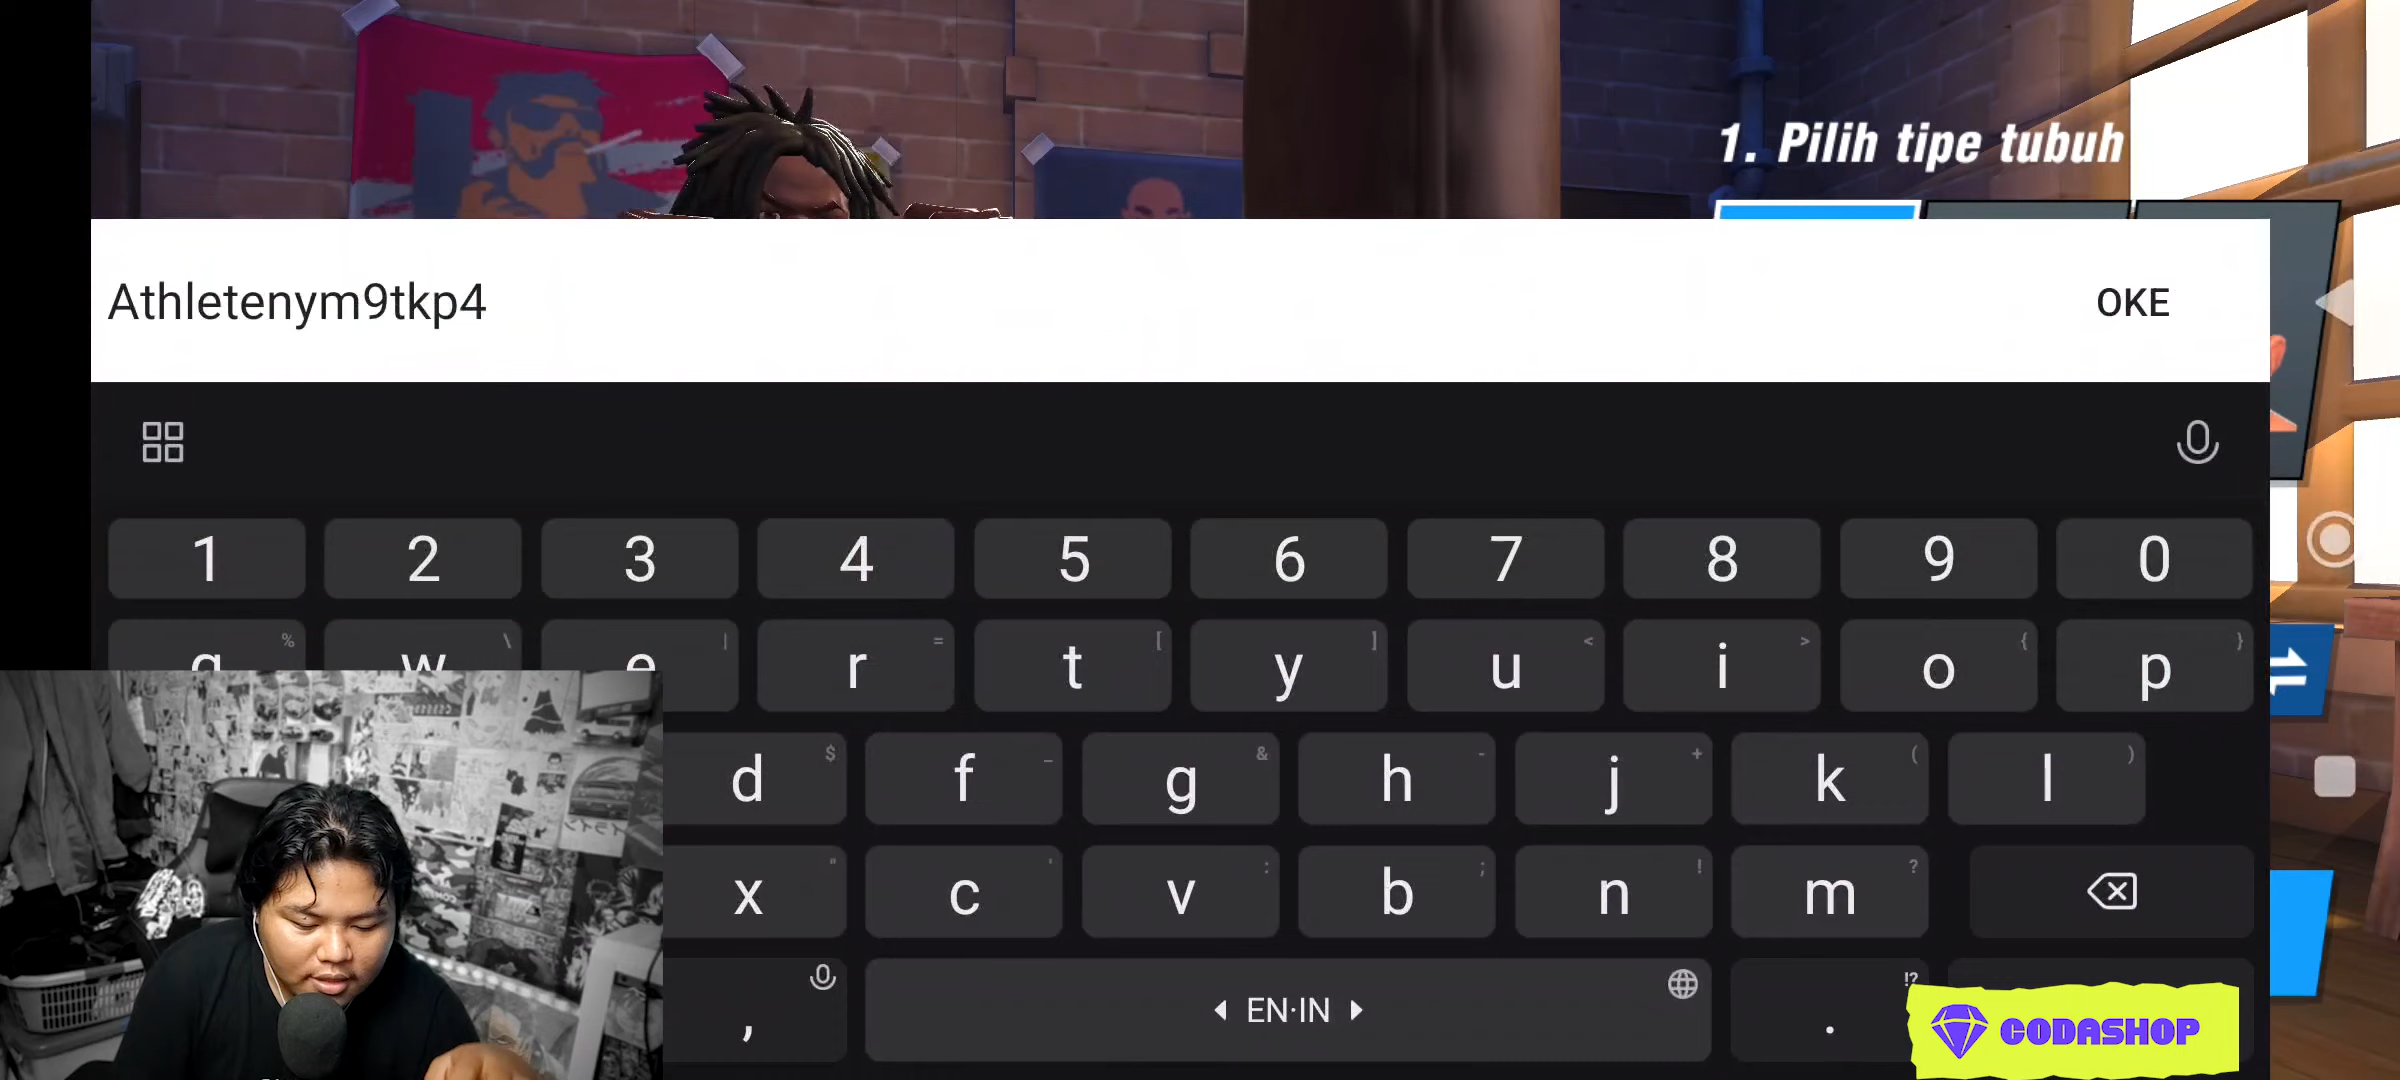 1. Pilih tipe tubuh
Athletenym9tkp4
OKE
1 2 3 4 5 6 7 8 9 0
% \ | = [ ] < > { }
q w e r t y u i o p
$ _ & - + ( )
d f g h j k l
" ' : ; ! ?
x c v b n m
, EN·IN . !?
CODASHOP